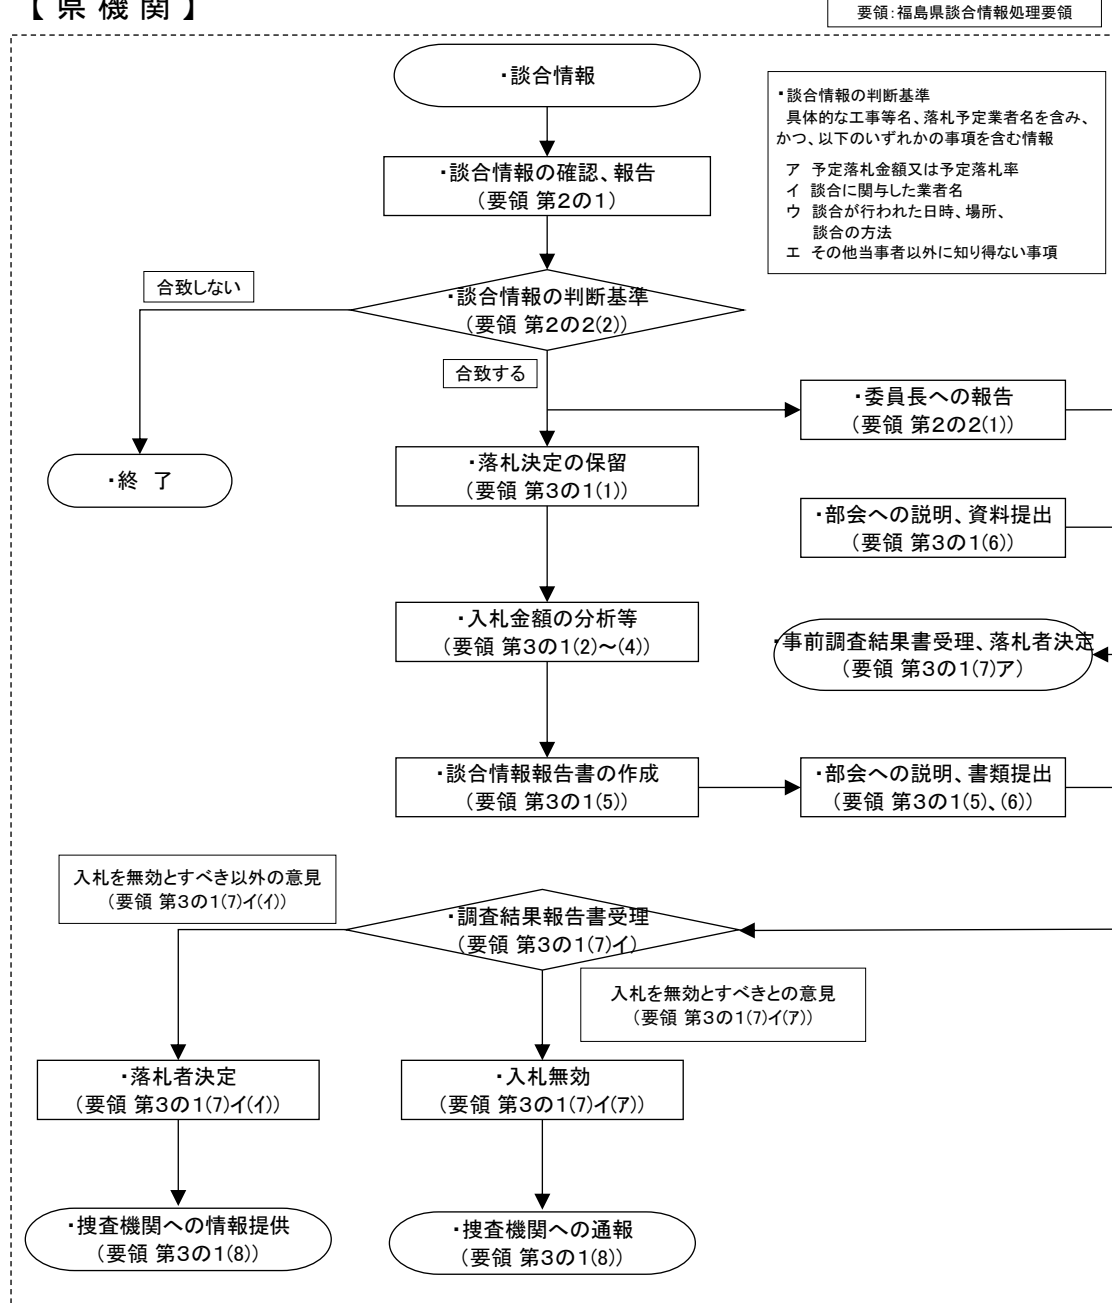 【 県 機 関 】
要領：福島県談合情報処理要領
・談合情報
・談合情報の判断基準
具体的な工事等名、落札予定業者名を含み、
かつ、以下のいずれかの事項を含む情報
ア 予定落札金額又は予定落札率
イ 談合に関与した業者名
ウ 談合が行われた日時、場所、
談合の方法
エ その他当事者以外に知り得ない事項
・談合情報の確認、報告
（要領 第２の１）
合致しない
・談合情報の判断基準
（要領 第２の２(2)）
合致する
・委員長への報告
（要領 第２の２(1)）
・終 了
・落札決定の保留
（要領 第３の１(1)）
・部会への説明、資料提出
（要領 第３の１(6)）
・入札金額の分析等
（要領 第３の１(2)～(4)）
・事前調査結果書受理、落札者決定
（要領 第３の１(7)ア）
・談合情報報告書の作成
（要領 第３の１(5)）
・部会への説明、書類提出
（要領 第３の１(5)、(6)）
入札を無効とすべき以外の意見
（要領 第３の１(7)イ(イ)）
・調査結果報告書受理
（要領 第３の１(7)イ）
入札を無効とすべきとの意見
（要領 第３の１(7)イ(ア)）
・落札者決定
（要領 第３の１(7)イ(イ)）
・入札無効
（要領 第３の１(7)イ(ア)）
・捜査機関への情報提供
（要領 第３の１(8)）
・捜査機関への通報
（要領 第３の１(8)）